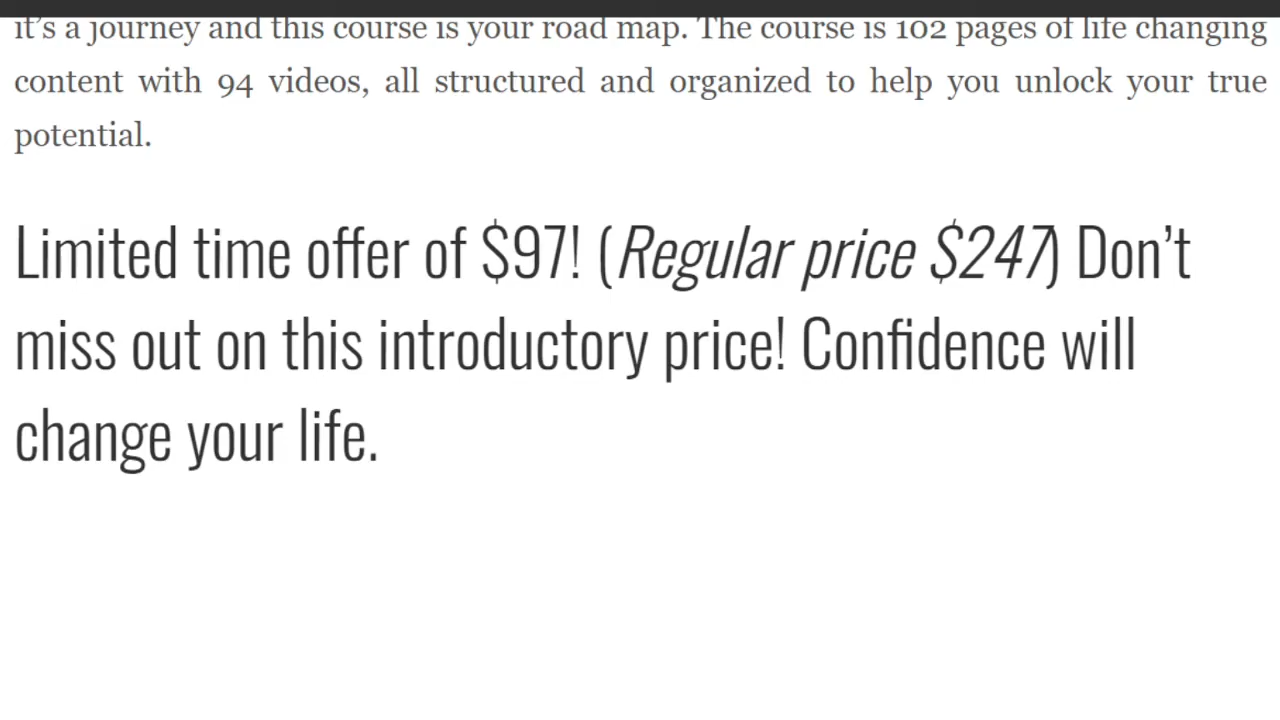 it's a journey and this course is your road map. The course is 102 pages of life changing
content with 94 videos, all structured and organized to help you unlock your true
potential.
Limited time offer of $97! (Regular price $247) Don't
miss out on this introductory price! Confidence will
change your life.